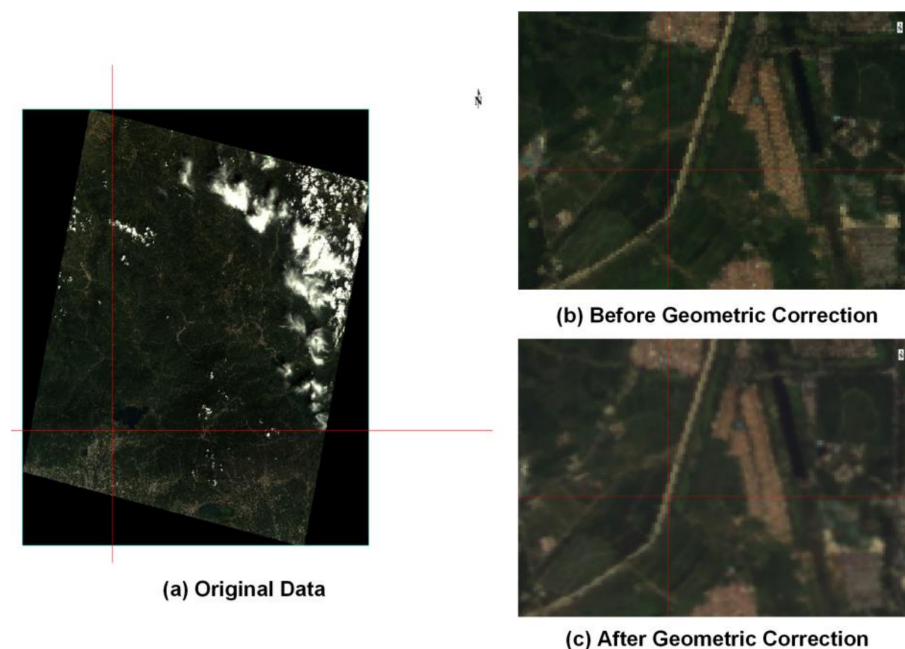 N
(a) Original Data
(b) Before Geometric Correction
(c) After Geometric Correction